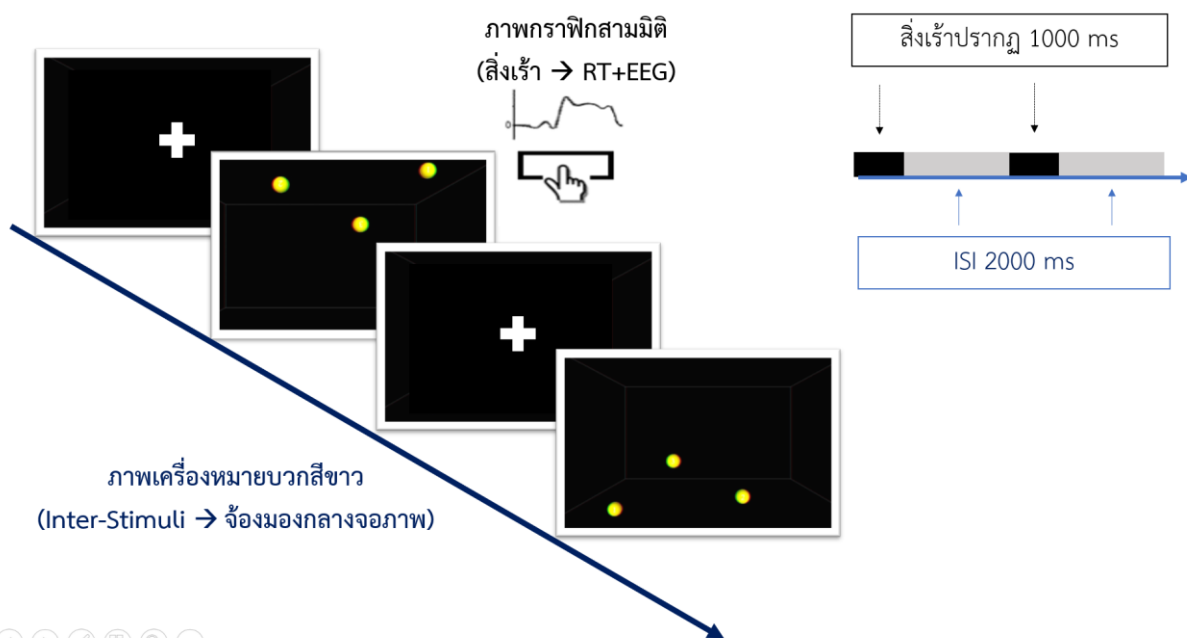 ภาพกราฟิกสามมิติ
(สิ่งเร้า → RT+EEG)
0
สิ่งเร้าปรากฏ 1000 ms
ISI 2000 ms
ภาพเครื่องหมายบวกสีขาว
(Inter-Stimuli → จ้องมองกลางจอภาพ)